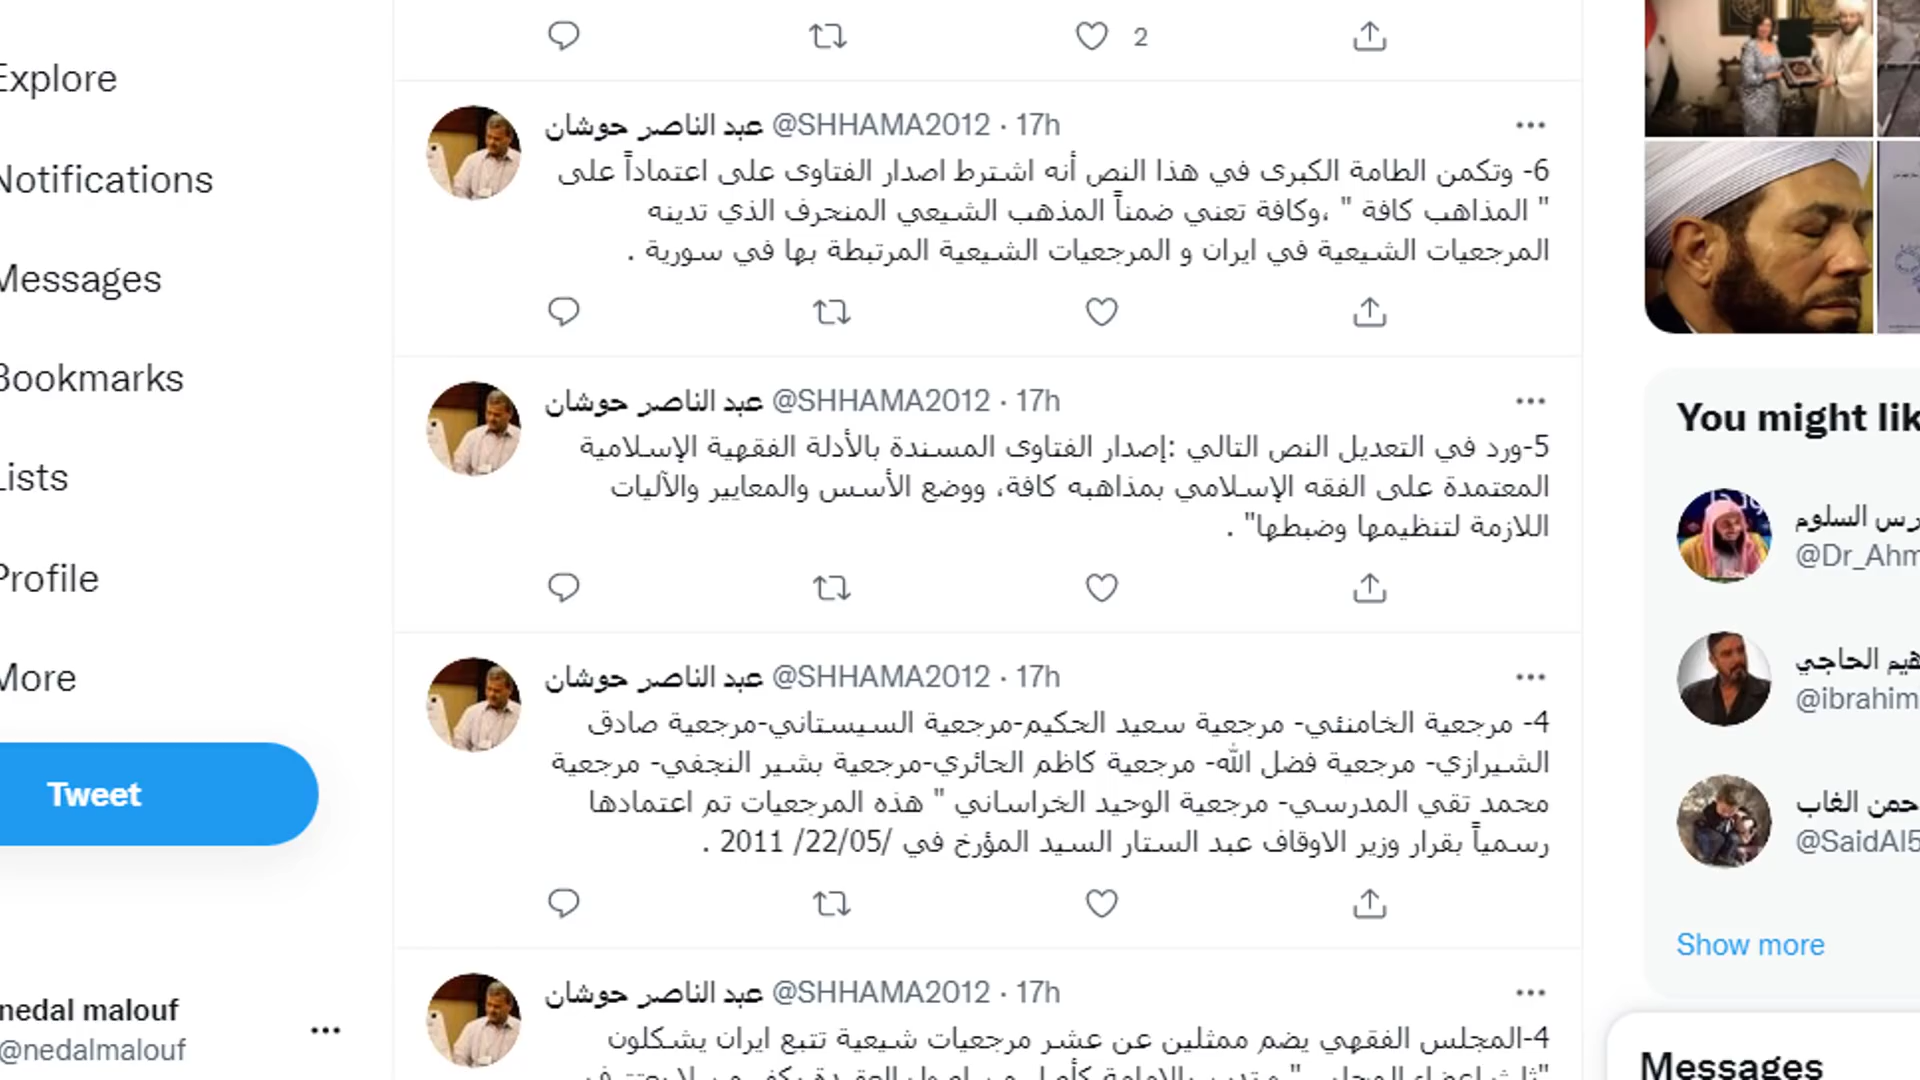 2
Explore
Notifications
Messages
Bookmarks
Lists
Profile
More
Tweet
nedal malouf
@nedalmalouf
عبد الناصر حوشان @SHHAMA2012 · 17h
6- وتكمن الطامة الكبرى في هذا النص أنه اشترط اصدار الفتاوى على اعتماداً على
" المذاهب كافة " ،وكافة تعني ضمناً المذهب الشيعي المنحرف الذي تدينه
المرجعيات الشيعية في ايران و المرجعيات الشيعية المرتبطة بها في سورية .
عبد الناصر حوشان @SHHAMA2012 · 17h
5-ورد في التعديل النص التالي :إصدار الفتاوى المسندة بالأدلة الفقهية الإسلامية
المعتمدة على الفقه الإسلامي بمذاهبه كافة، ووضع الأسس والمعايير والآليات
اللازمة لتنظيمها وضبطها" .
عبد الناصر حوشان @SHHAMA2012 · 17h
4- مرجعية الخامنئي- مرجعية سعيد الحكيم-مرجعية السيستاني-مرجعية صادق
الشيرازي- مرجعية فضل الله- مرجعية كاظم الحائري-مرجعية بشير النجفي- مرجعية
محمد تقي المدرسي- مرجعية الوحيد الخراساني " هذه المرجعيات تم اعتمادها
رسمياً بقرار وزير الاوقاف عبد الستار السيد المؤرخ في /22/05/ 2011 .
عبد الناصر حوشان @SHHAMA2012 · 17h
4-المجلس الفقهي يضم ممثلين عن عشر مرجعيات شيعية تتبع ايران يشكلون
You might lik
رس السلوم
@Dr_Ahm
هيم الحاجي
@ibrahim
حمن الغاب
@SaidAl5
Show more
Messages